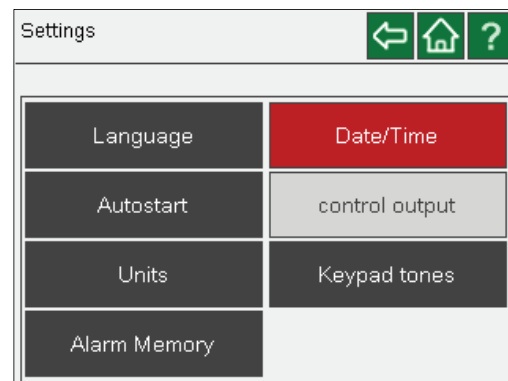 Settings ?
Language Date/Time
Autostart control output
Units Keypad tones
Alarm Memory